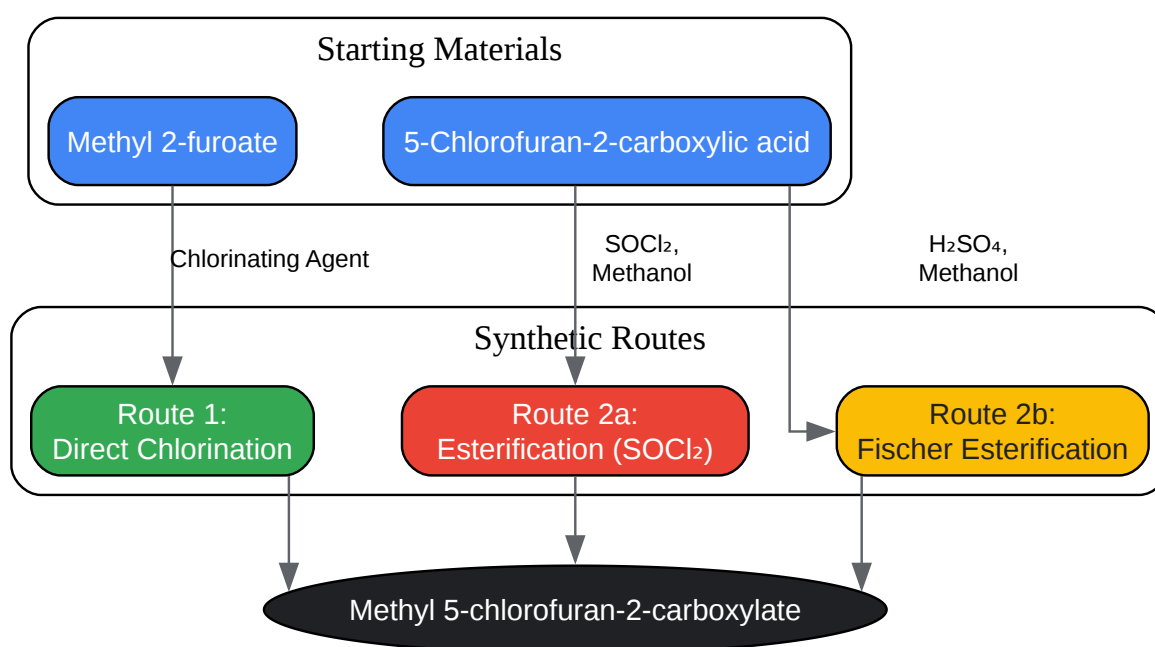 Starting Materials
Methyl 2-furoate
5-Chlorofuran-2-carboxylic acid
Chlorinating Agent
SOCl₂,
Methanol
H₂SO₄,
Methanol
Synthetic Routes
Route 1:
Direct Chlorination
Route 2a:
Esterification (SOCl₂)
Route 2b:
Fischer Esterification
Methyl 5-chlorofuran-2-carboxylate